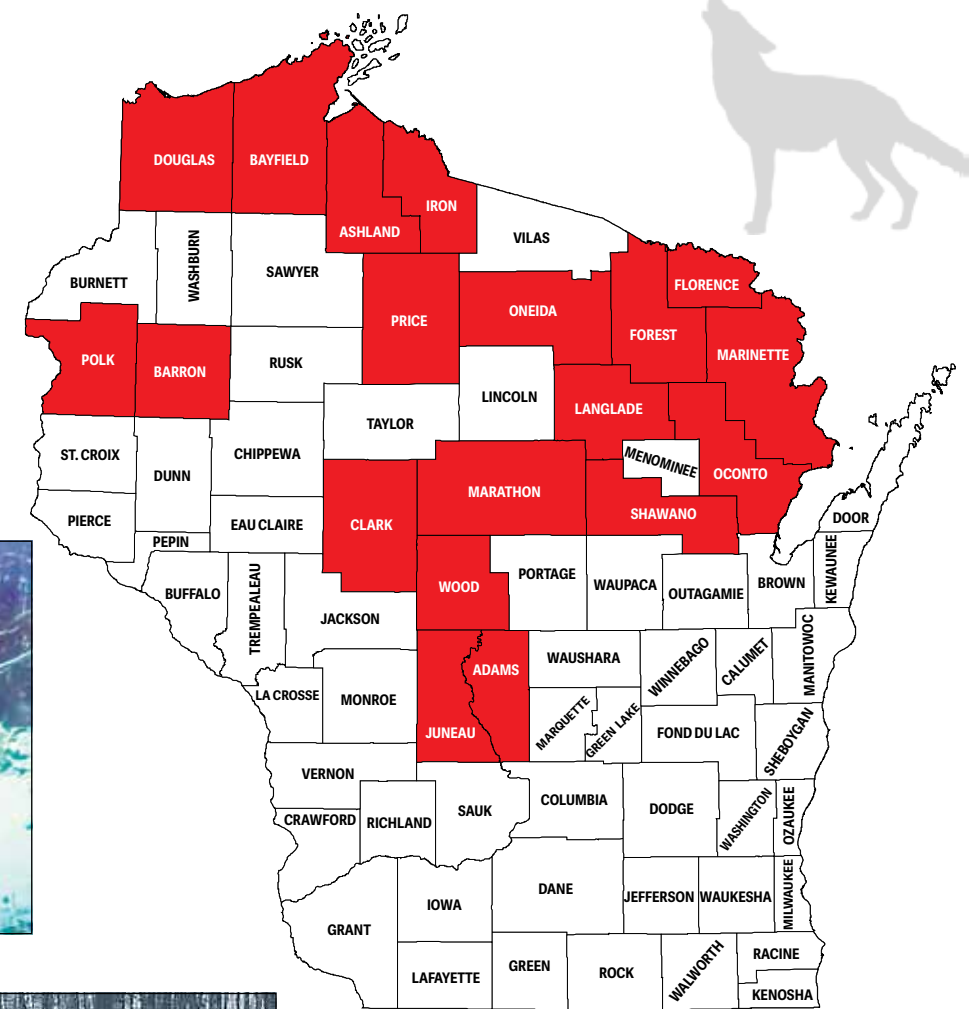 DOUGLAS
BAYFIELD
ASHLAND
IRON
VILAS
BURNETT
WASHBURN
SAWYER
PRICE
ONEIDA
FLORENCE
FOREST
MARINETTE
POLK
BARRON
RUSK
TAYLOR
LINCOLN
LANGLADE
ST. CROIX
DUNN
CHIPPEWA
MENOMINEE
OCONTO
MARATHON
SHAWANO
PIERCE
PEPIN
EAU CLAIRE
CLARK
DOOR
BUFFALO
TREMPEALEAU
JACKSON
WOOD
PORTAGE
WAUPACA
OUTAGAMIE
BROWN
KEWAUNEE
LA CROSSE
MONROE
JUNEAU
ADAMS
WAUSHARA
WINNEBAGO
CALUMET
MANITOWOC
MARQUETTE
GREEN LAKE
FOND DU LAC
SHEBOYGAN
VERNON
CRAWFORD
RICHLAND
SAUK
COLUMBIA
DODGE
WASHINGTON
OZAUKEE
GRANT
IOWA
DANE
JEFFERSON
WAUKESHA
MILWAUKEE
LAFAYETTE
GREEN
ROCK
WALWORTH
RACINE
KENOSHA